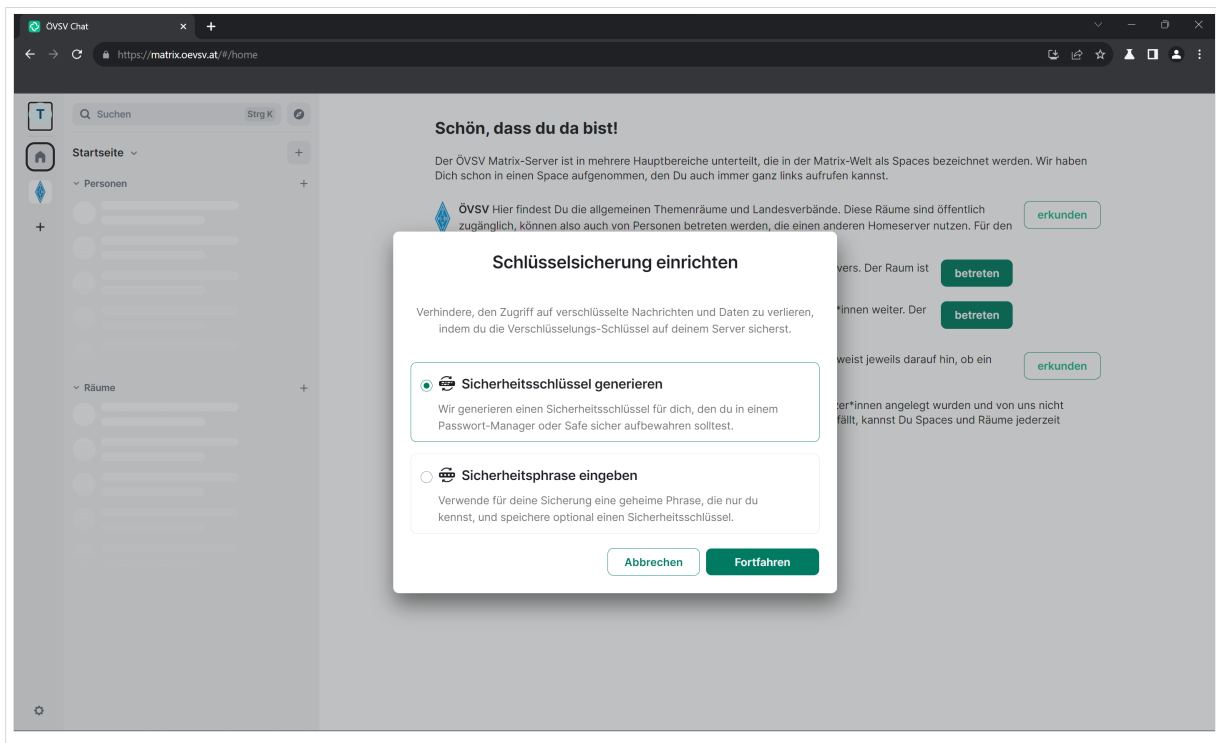 ÖVSV Chat
https://matrix.oevsv.at/#/home
T
Suchen
Strg K
Startseite
Personen
Räume
Schön, dass du da bist!
Der ÖVSV Matrix-Server ist in mehrere Hauptbereiche unterteilt, die in der Matrix-Welt als Spaces bezeichnet werden. Wir haben
Dich schon in einen Space aufgenommen, den Du auch immer ganz links aufrufen kannst.
ÖVSV Hier findest Du die allgemeinen Themenräume und Landesverbände. Diese Räume sind öffentlich
zugänglich, können also auch von Personen betreten werden, die einen anderen Homeserver nutzen. Für den
erkunden
vers. Der Raum ist
betreten
*innen weiter. Der
betreten
weist jeweils darauf hin, ob ein
erkunden
er*innen angelegt wurden und von uns nicht
fällt, kannst Du Spaces und Räume jederzeit
Schlüsselsicherung einrichten
Verhindere, den Zugriff auf verschlüsselte Nachrichten und Daten zu verlieren,
indem du die Verschlüsselungs-Schlüssel auf deinem Server sicherst.
Sicherheitsschlüssel generieren
Wir generieren einen Sicherheitsschlüssel für dich, den du in einem
Passwort-Manager oder Safe sicher aufbewahren solltest.
Sicherheitsphrase eingeben
Verwende für deine Sicherung eine geheime Phrase, die nur du
kennst, und speichere optional einen Sicherheitsschlüssel.
Abbrechen
Fortfahren